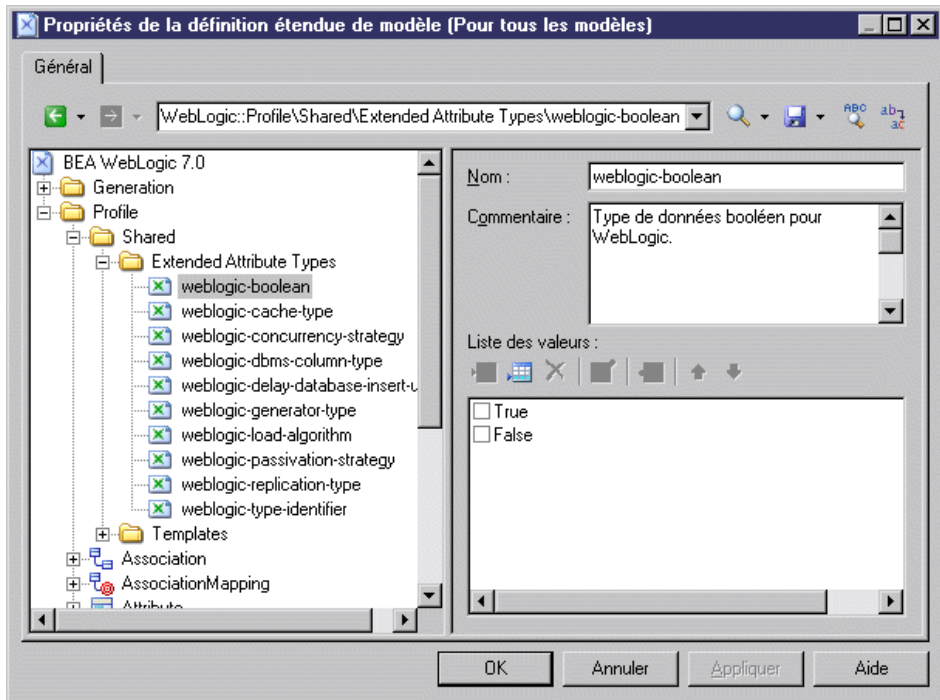 Propriétés de la définition étendue de modèle (Pour tous les modèles)
Général
WebLogic::Profile\Shared\Extended Attribute Types\weblogic-boolean
ABC
ab
ac
BEA WebLogic 7.0
Generation
Profile
Shared
Extended Attribute Types
weblogic-boolean
weblogic-cache-type
weblogic-concurrency-strategy
weblogic-dbms-column-type
weblogic-delay-database-insert-u
weblogic-generator-type
weblogic-load-algorithm
weblogic-passivation-strategy
weblogic-replication-type
weblogic-type-identifier
Templates
Association
AssociationMapping
Attribute
Nom :
weblogic-boolean
Commentaire :
Type de données booléen pour
WebLogic.
Liste des valeurs :
True
False
OK
Annuler
Appliquer
Aide